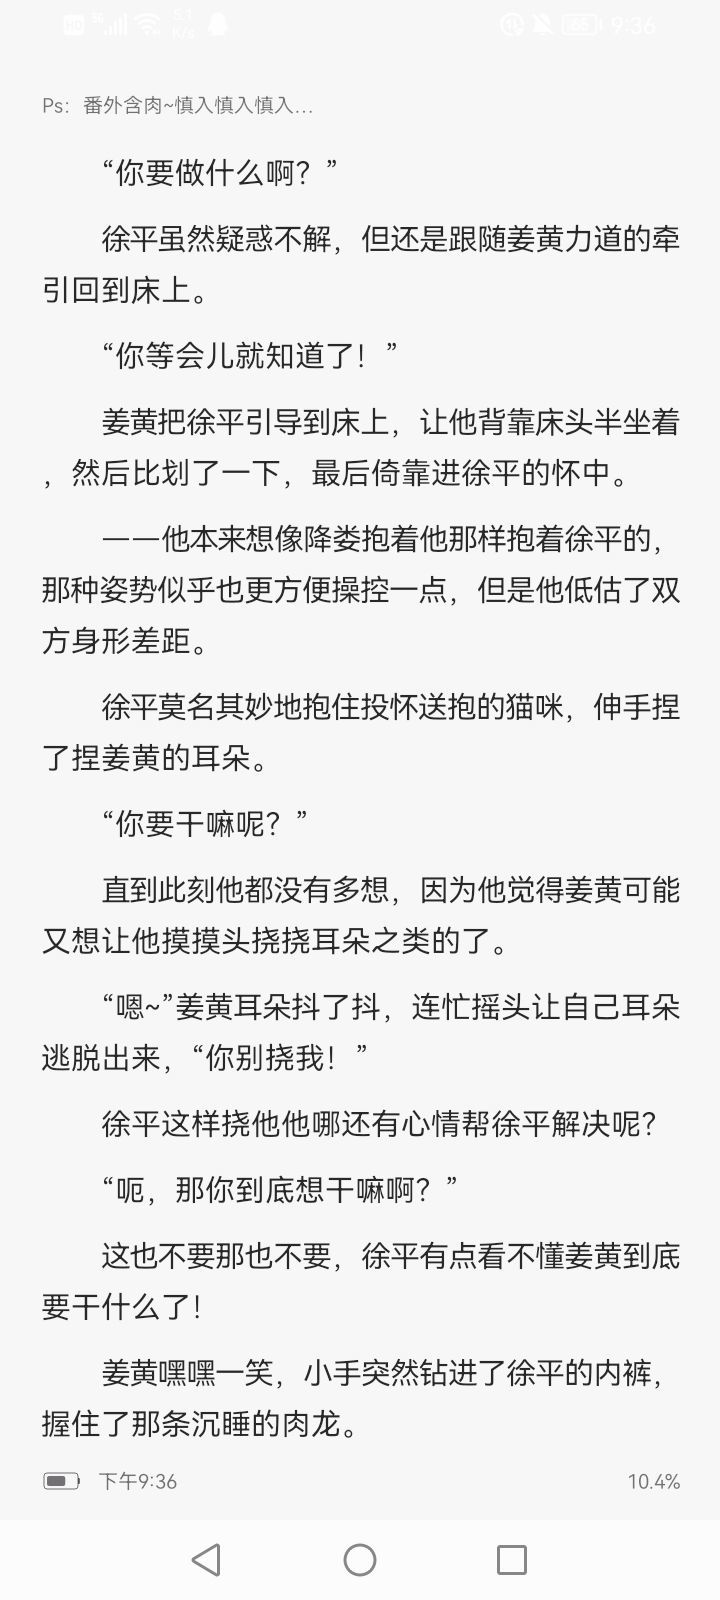 HD 5G 5.1 K/s 65 9:36
Ps：番外含肉~慎入慎入慎入…
“你要做什么啊？”
徐平虽然疑惑不解，但还是跟随姜黄力道的牵
引回到床上。
“你等会儿就知道了！”
姜黄把徐平引导到床上，让他背靠床头半坐着
，然后比划了一下，最后倚靠进徐平的怀中。
——他本来想像降娄抱着他那样抱着徐平的，
那种姿势似乎也更方便操控一点，但是他低估了双
方身形差距。
徐平莫名其妙地抱住投怀送抱的猫咪，伸手捏
了捏姜黄的耳朵。
“你要干嘛呢？”
直到此刻他都没有多想，因为他觉得姜黄可能
又想让他摸摸头挠挠耳朵之类的了。
“嗯~”姜黄耳朵抖了抖，连忙摇头让自己耳朵
逃脱出来，“你别挠我！”
徐平这样挠他他哪还有心情帮徐平解决呢？
“呃，那你到底想干嘛啊？”
这也不要那也不要，徐平有点看不懂姜黄到底
要干什么了！
姜黄嘿嘿一笑，小手突然钻进了徐平的内裤，
握住了那条沉睡的肉龙。
下午9:36 10.4%